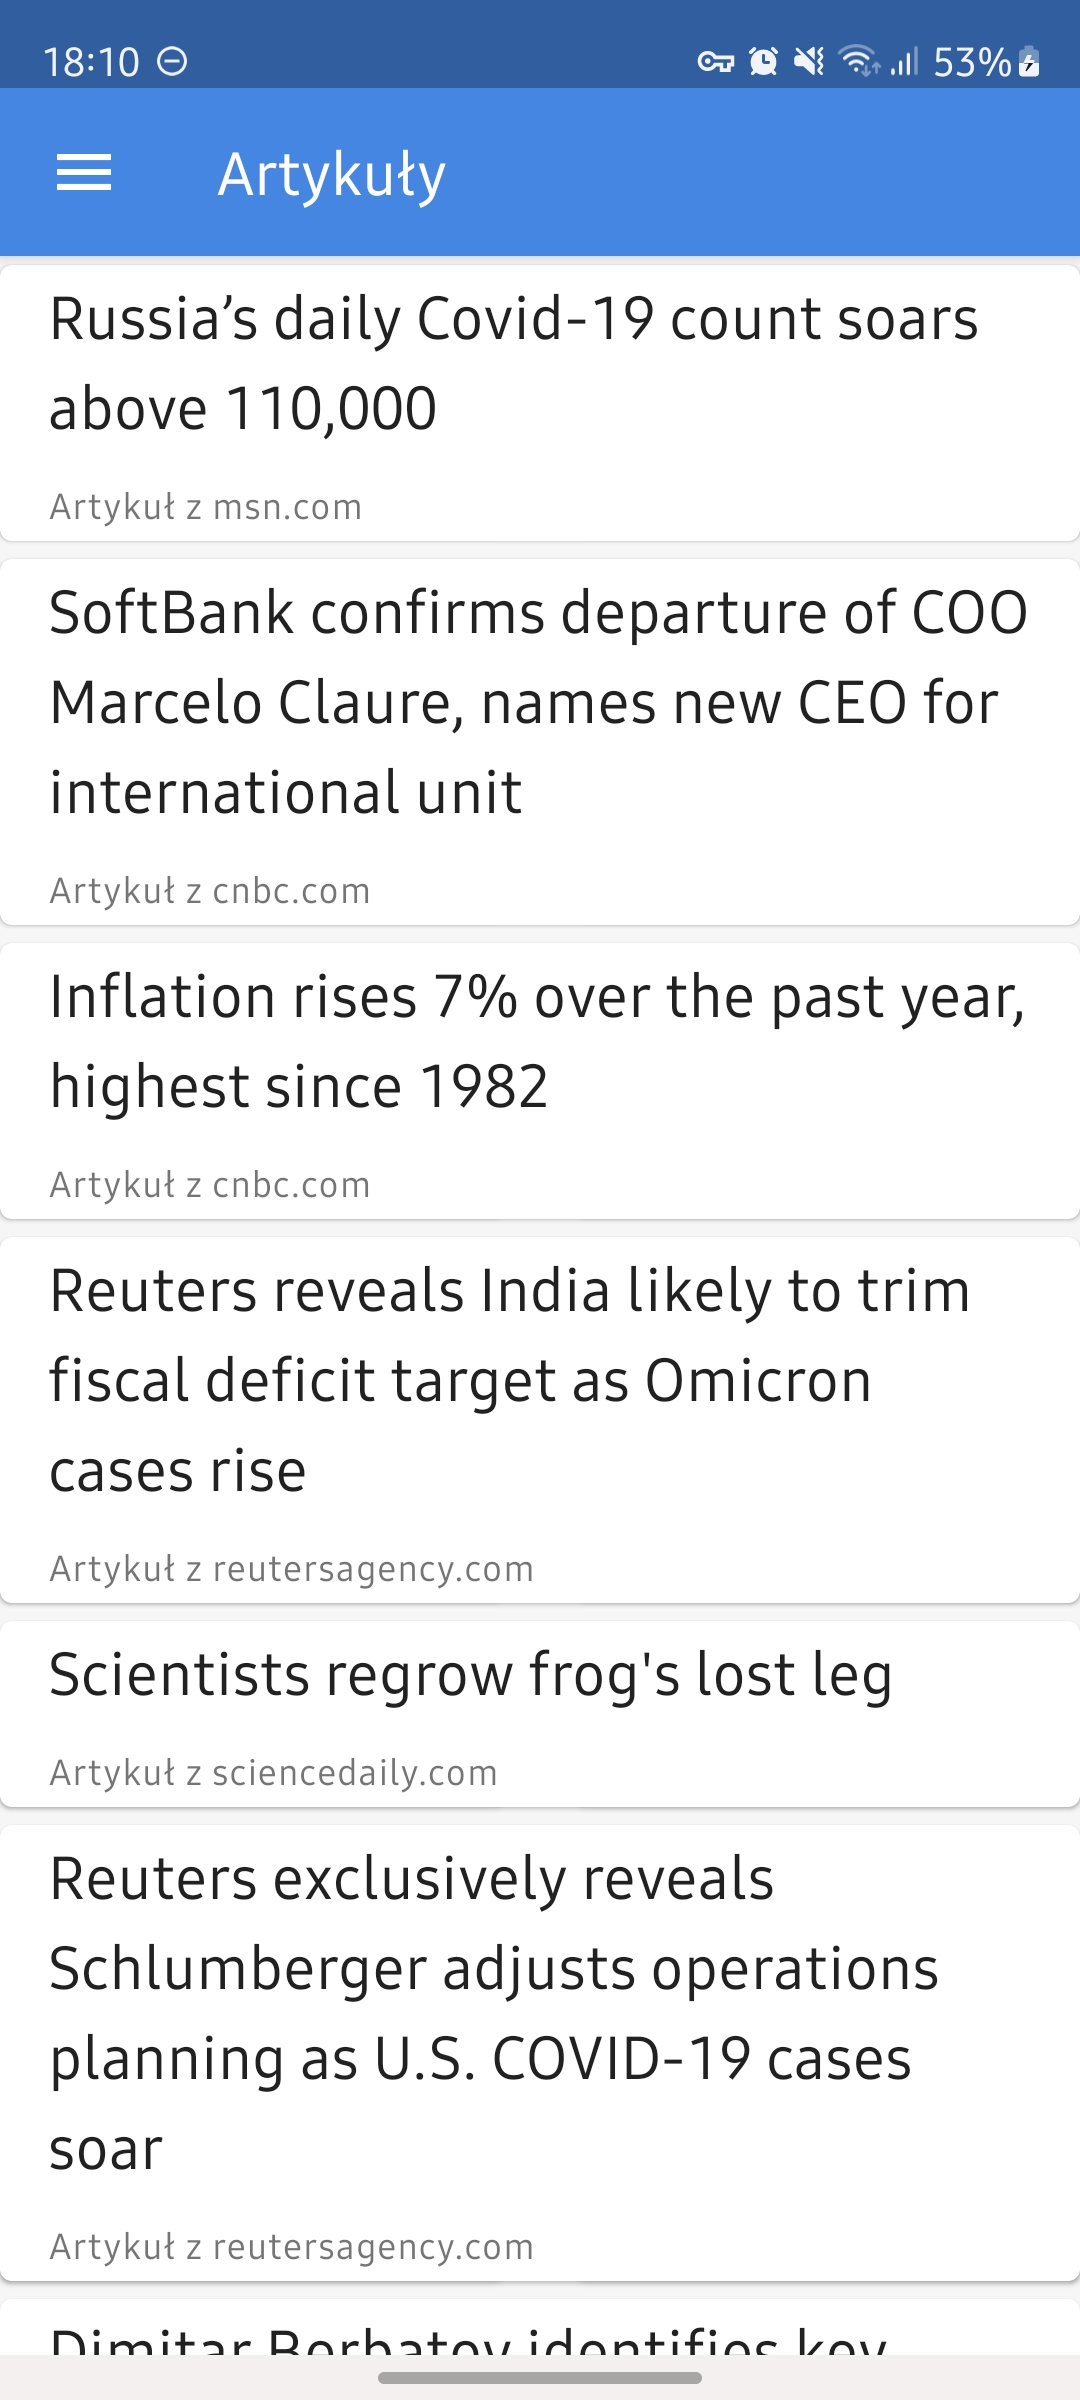 18:10
53%
Artykuły
Russia’s daily Covid-19 count soars
above 110,000
Artykuł z msn.com
SoftBank confirms departure of COO
Marcelo Claure, names new CEO for
international unit
Artykuł z cnbc.com
Inflation rises 7% over the past year,
highest since 1982
Artykuł z cnbc.com
Reuters reveals India likely to trim
fiscal deficit target as Omicron
cases rise
Artykuł z reutersagency.com
Scientists regrow frog's lost leg
Artykuł z sciencedaily.com
Reuters exclusively reveals
Schlumberger adjusts operations
planning as U.S. COVID-19 cases
soar
Artykuł z reutersagency.com
Dimitar Berbatov identifies key